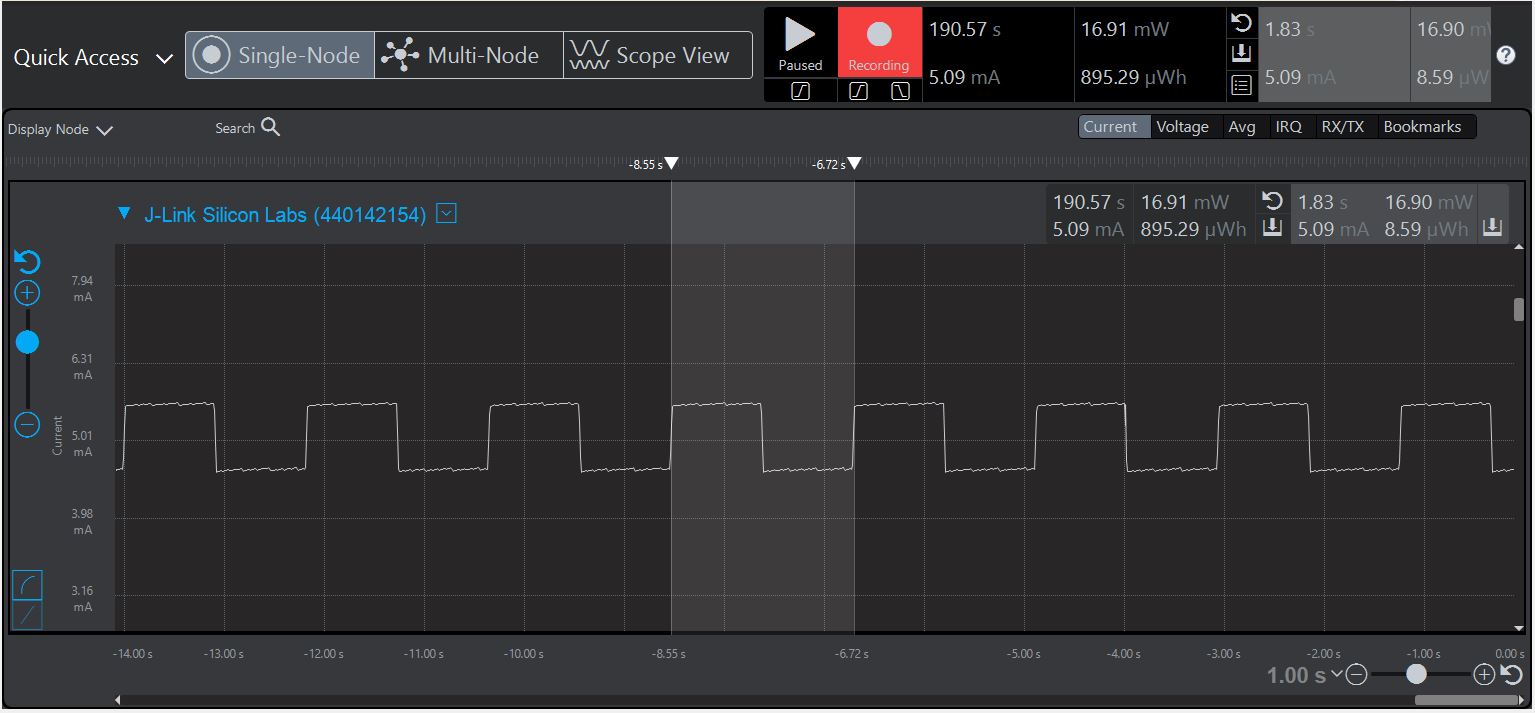 Quick Access
Single-Node
Multi-Node
Scope View
Paused
Recording
190.57 s
16.91 mW
5.09 mA
895.29 µWh
1.83 s
16.90 mW
5.09 mA
8.59 µW
?
Display Node
Search
Current
Voltage
Avg
IRQ
RX/TX
Bookmarks
-8.55 s
-6.72 s
J-Link Silicon Labs (440142154)
190.57 s 16.91 mW
5.09 mA 895.29 µWh
1.83 s 16.90 mW
5.09 mA 8.59 µWh
7.94
mA
6.31
mA
5.01
mA
3.98
mA
3.16
mA
Current
-14.00 s -13.00 s -12.00 s -11.00 s -10.00 s -8.55 s -6.72 s -5.00 s -4.00 s -3.00 s -2.00 s -1.00 s 0.00 s
1.00 s